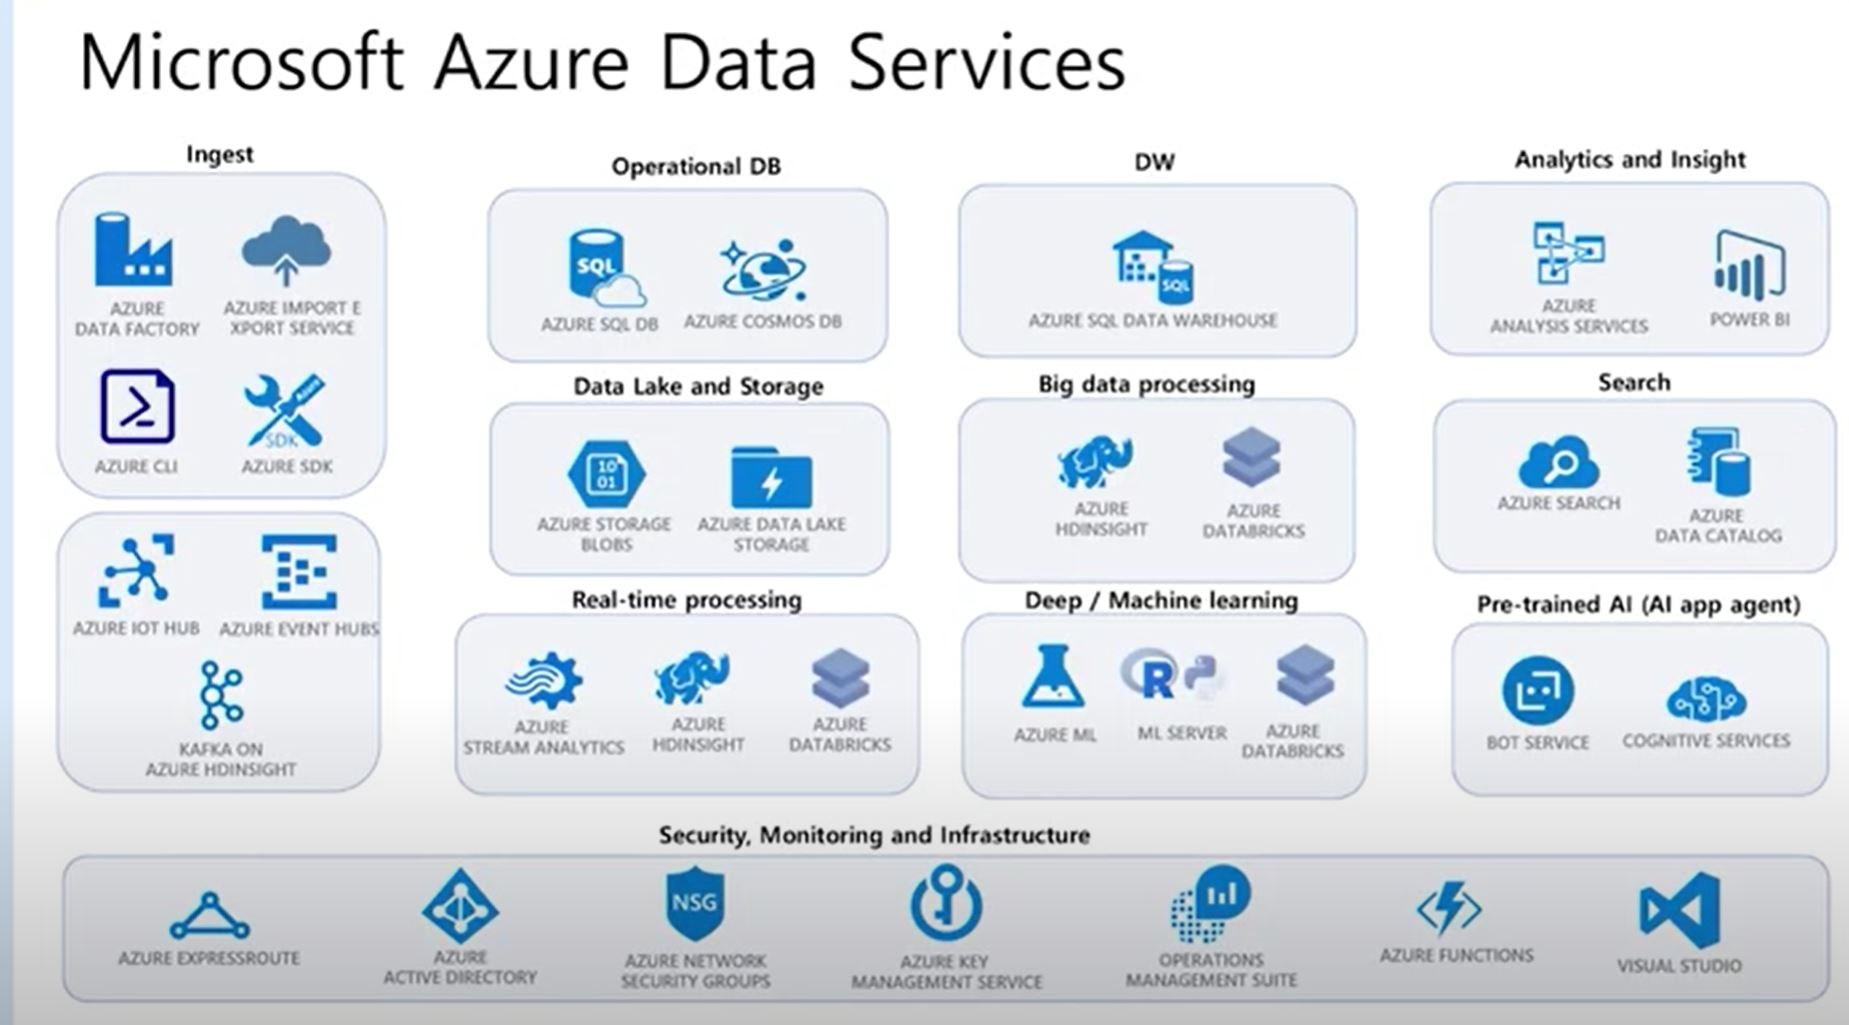 Microsoft Azure Data Services
Ingest
AZURE
DATA FACTORY
AZURE IMPORT E
XPORT SERVICE
AZURE CLI
SDK
AZURE SDK
AZURE IOT HUB
AZURE EVENT HUBS
KAFKA ON
AZURE HDINSIGHT
Operational DB
SQL
AZURE SQL DB
AZURE COSMOS DB
Data Lake and Storage
10
01
AZURE STORAGE
BLOBS
AZURE DATA LAKE
STORAGE
Real-time processing
AZURE
STREAM ANALYTICS
AZURE
HDINSIGHT
AZURE
DATABRICKS
DW
SQL
AZURE SQL DATA WAREHOUSE
Big data processing
AZURE
HDINSIGHT
AZURE
DATABRICKS
Deep / Machine learning
AZURE ML
R
ML SERVER
AZURE
DATABRICKS
Analytics and Insight
AZURE
ANALYSIS SERVICES
POWER BI
Search
AZURE SEARCH
AZURE
DATA CATALOG
Pre-trained AI (AI app agent)
BOT SERVICE
COGNITIVE SERVICES
Security, Monitoring and Infrastructure
AZURE EXPRESSROUTE
AZURE
ACTIVE DIRECTORY
NSG
AZURE NETWORK
SECURITY GROUPS
AZURE KEY
MANAGEMENT SERVICE
OPERATIONS
MANAGEMENT SUITE
AZURE FUNCTIONS
VISUAL STUDIO